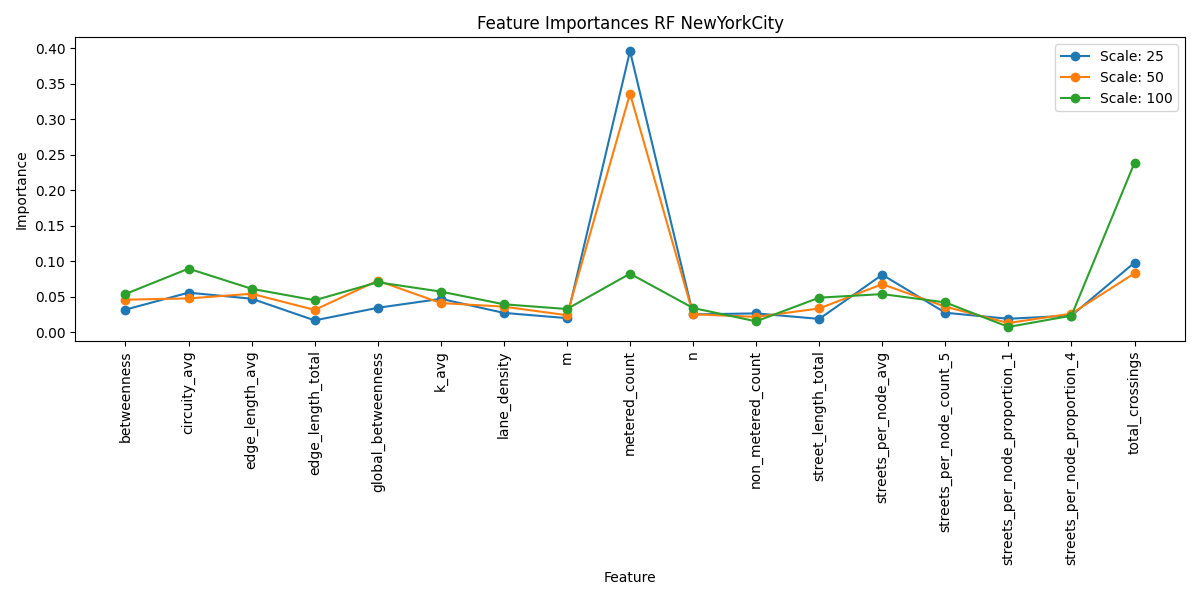 Feature Importances RF NewYorkCity
Scale: 25
Scale: 50
Scale: 100
Importance
0.40
0.35
0.30
0.25
0.20
0.15
0.10
0.05
0.00
betweenness
circuity_avg
edge_length_avg
edge_length_total
global_betweenness
k_avg
lane_density
m
metered_count
n
non_metered_count
street_length_total
streets_per_node_avg
streets_per_node_count_5
streets_per_node_proportion_1
streets_per_node_proportion_4
total_crossings
Feature